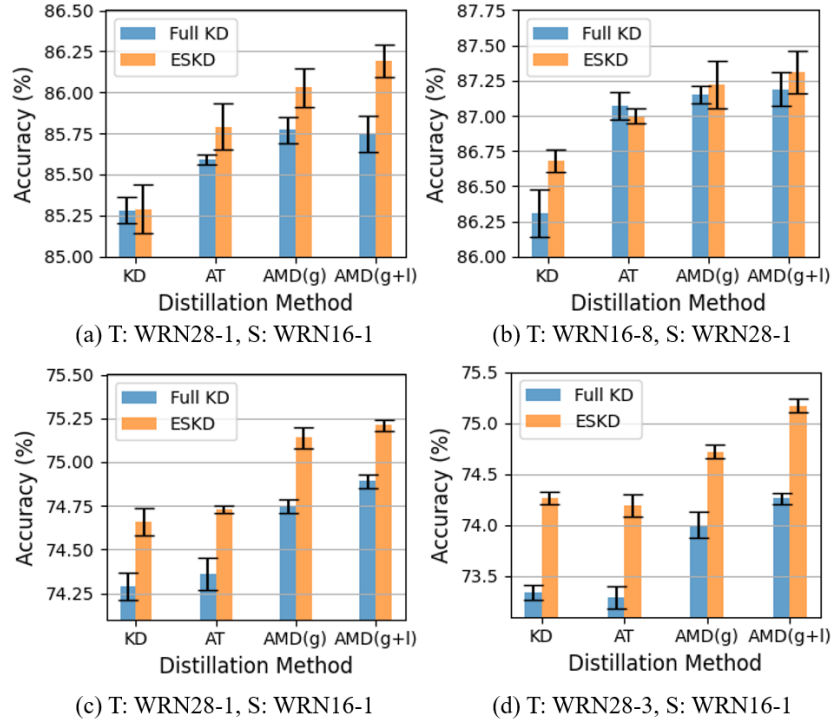 86.50
86.25
86.00
85.75
85.50
85.25
85.00
Accuracy (%)
Full KD
ESKD
KD AT AMD(g) AMD(g+l)
Distillation Method
(a) T: WRN28-1, S: WRN16-1
87.75
87.50
87.25
87.00
86.75
86.50
86.25
86.00
Accuracy (%)
Full KD
ESKD
KD AT AMD(g) AMD(g+l)
Distillation Method
(b) T: WRN16-8, S: WRN28-1
75.50
75.25
75.00
74.75
74.50
74.25
Accuracy (%)
Full KD
ESKD
KD AT AMD(g) AMD(g+l)
Distillation Method
(c) T: WRN28-1, S: WRN16-1
75.5
75.0
74.5
74.0
73.5
Accuracy (%)
Full KD
ESKD
KD AT AMD(g) AMD(g+l)
Distillation Method
(d) T: WRN28-3, S: WRN16-1